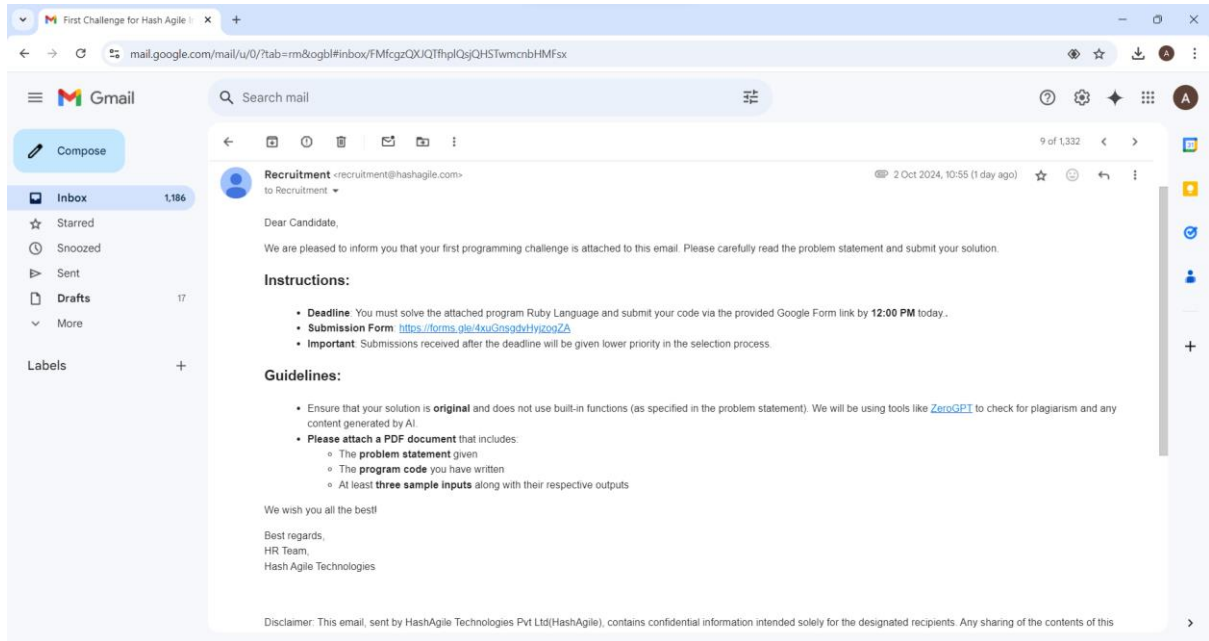 First Challenge for Hash Agile I
mail.google.com/mail/u/0/?tab=rm&ogbl#inbox/FMfcgzQXJQTfhplQsjQHSTwmcnbHMFsx
A
Gmail
Search mail
A
Compose
9 of 1,332
Inbox 1,186
Starred
Snoozed
Sent
Drafts 17
More
Labels
Recruitment <recruitment@hashagile.com> 2 Oct 2024, 10:55 (1 day ago)
to Recruitment
Dear Candidate,
We are pleased to inform you that your first programming challenge is attached to this email. Please carefully read the problem statement and submit your solution.
Instructions:
• Deadline: You must solve the attached program Ruby Language and submit your code via the provided Google Form link by 12:00 PM today..
• Submission Form: https://forms.gle/4xuGnsgdvHyjzogZA
• Important: Submissions received after the deadline will be given lower priority in the selection process.
Guidelines:
• Ensure that your solution is original and does not use built-in functions (as specified in the problem statement). We will be using tools like ZeroGPT to check for plagiarism and any
content generated by AI.
• Please attach a PDF document that includes:
The problem statement given
The program code you have written
At least three sample inputs along with their respective outputs
We wish you all the best!
Best regards,
HR Team,
Hash Agile Technologies
Disclaimer: This email, sent by HashAgile Technologies Pvt Ltd(HashAgile), contains confidential information intended solely for the designated recipients. Any sharing of the contents of this
31